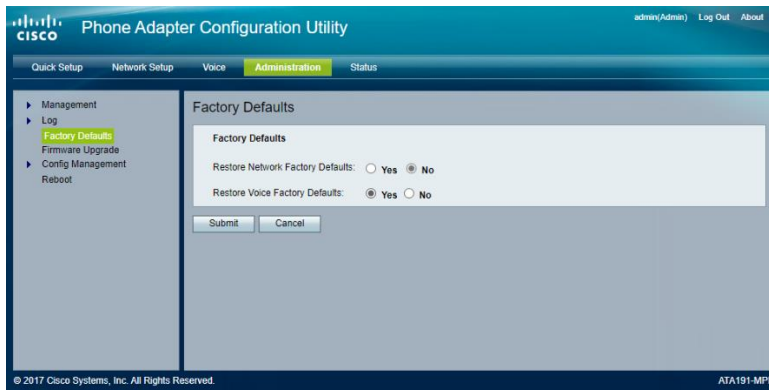 CISCO Phone Adapter Configuration Utility
admin(Admin) Log Out About
Quick Setup Network Setup Voice Administration Status
Management
Log
Factory Defaults
Firmware Upgrade
Config Management
Reboot
Factory Defaults
Factory Defaults
Restore Network Factory Defaults: Yes No
Restore Voice Factory Defaults: Yes No
Submit Cancel
© 2017 Cisco Systems, Inc. All Rights Reserved.
ATA191-MP